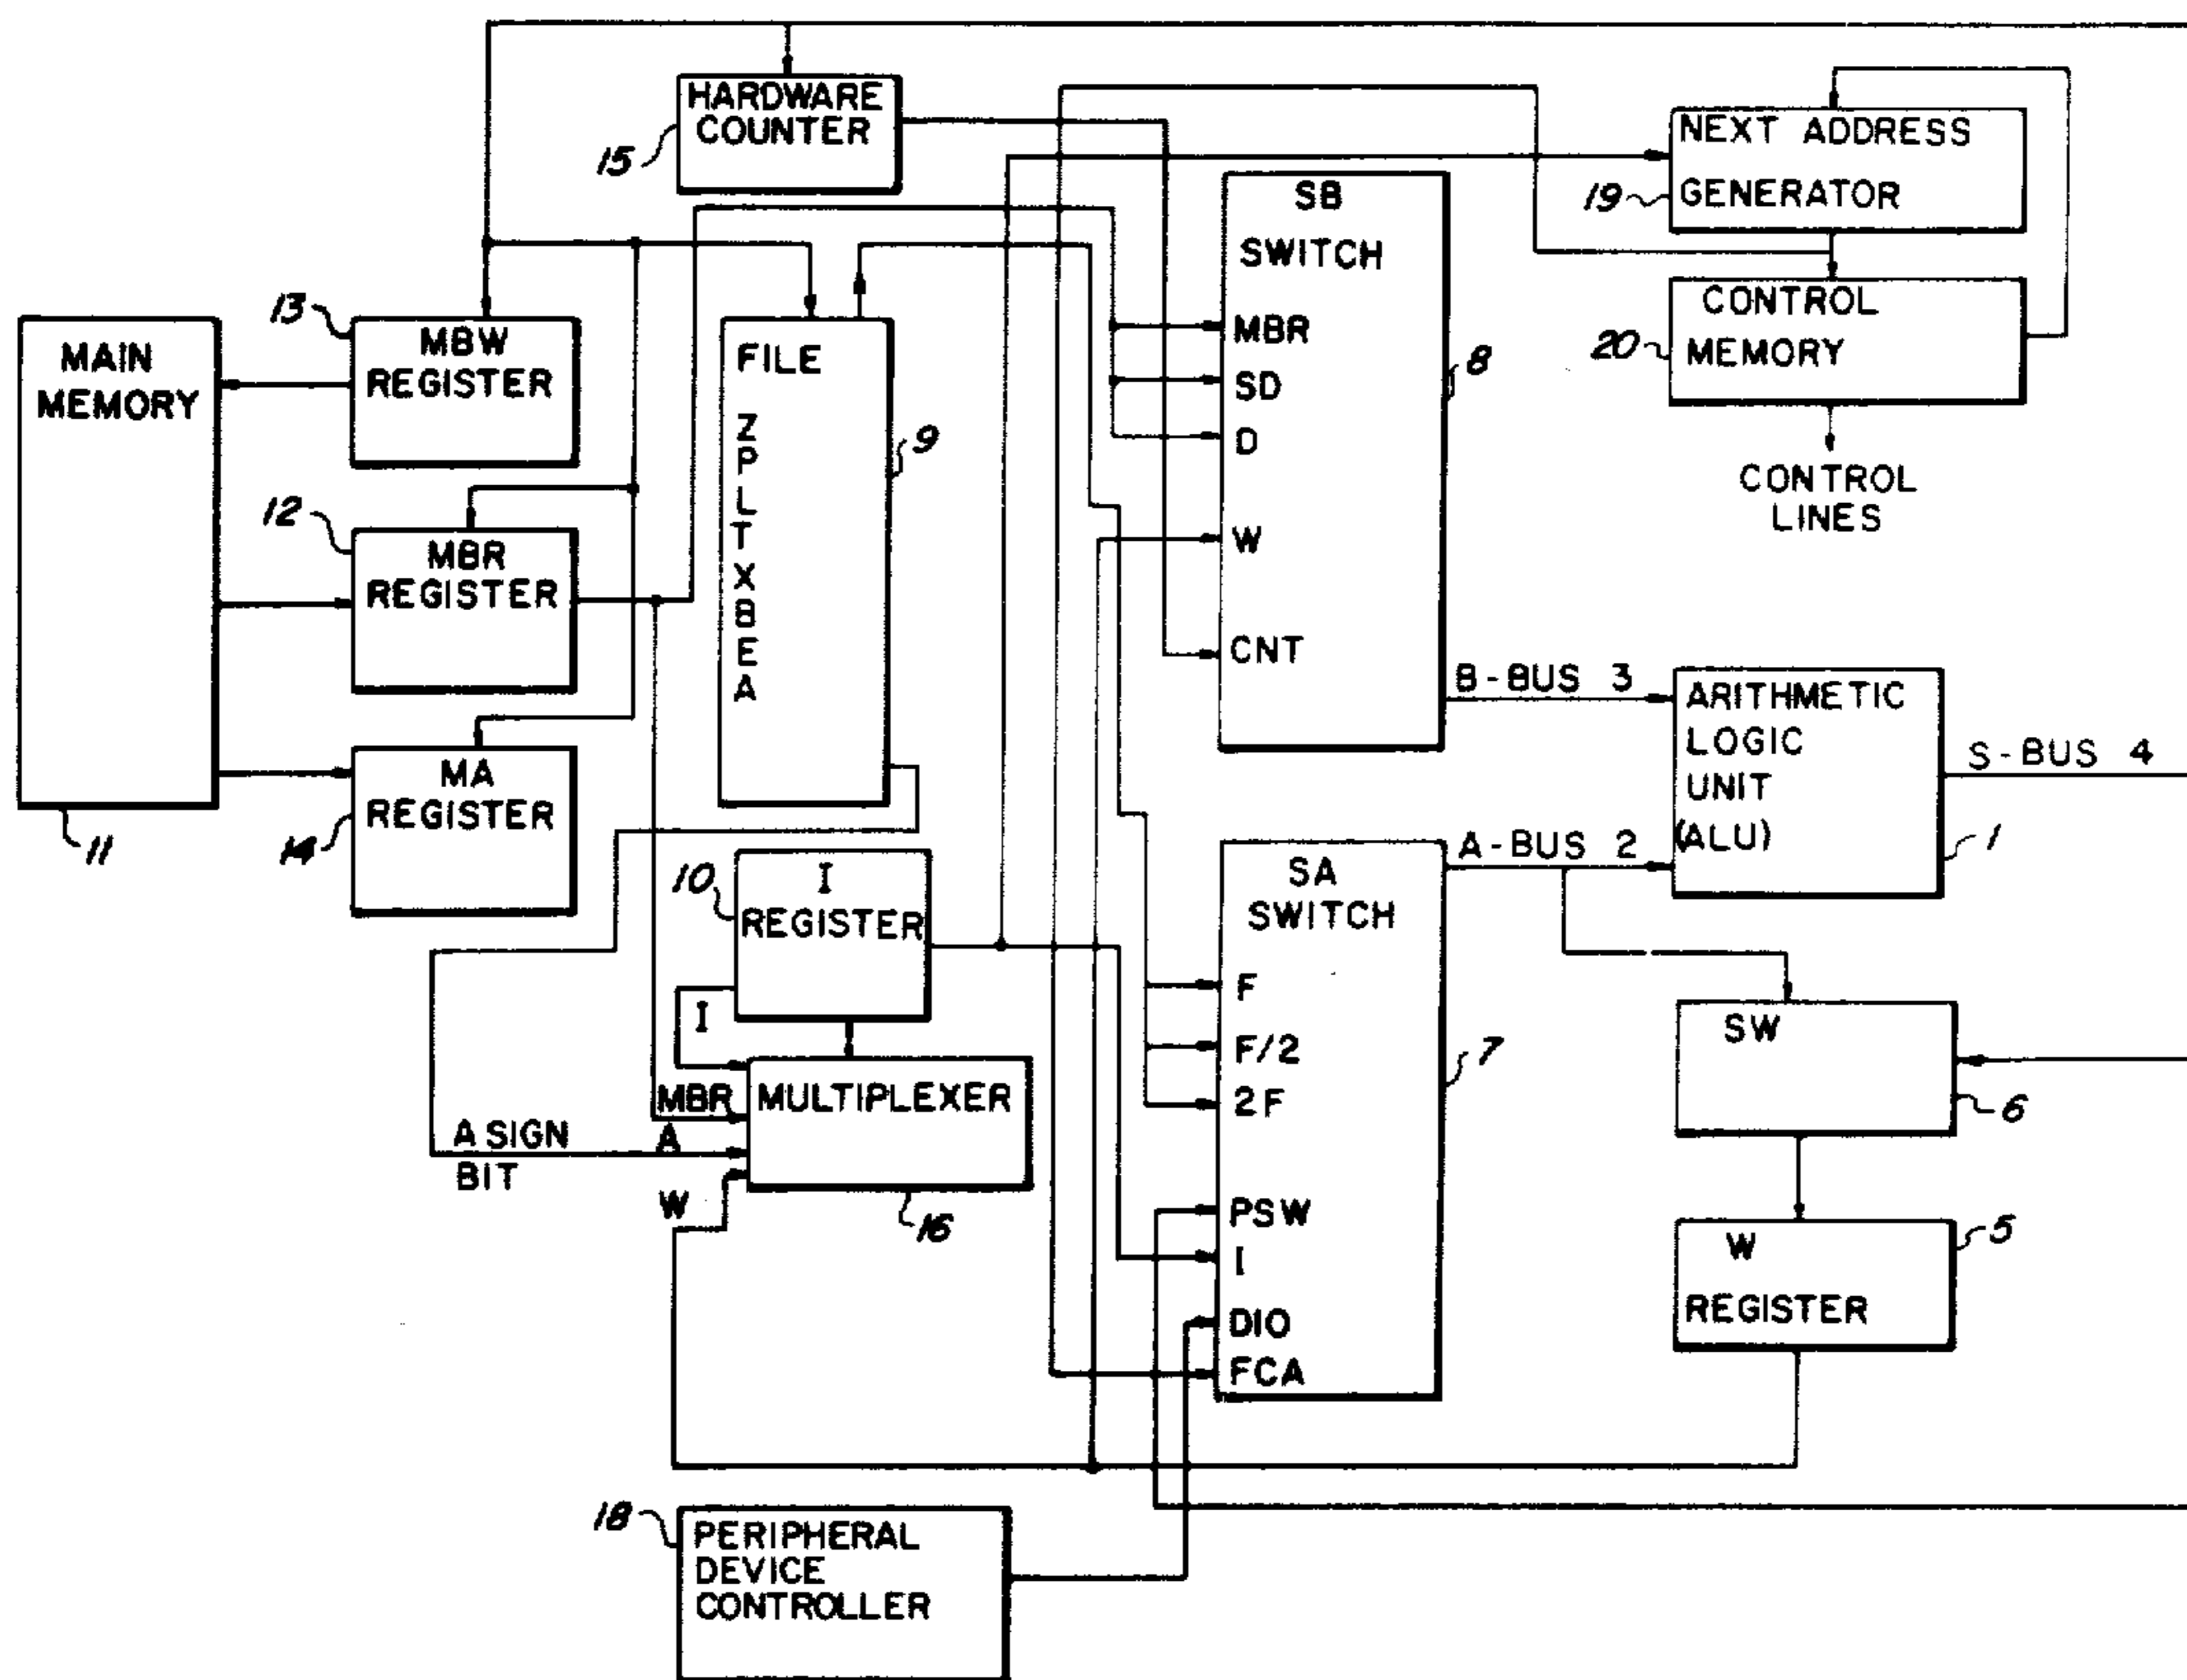 HARDWARE
COUNTER
15
NEXT ADDRESS
GENERATOR
19
SB
SWITCH
MBR
SD
D
W
CNT
8
CONTROL
MEMORY
20
CONTROL
LINES
MAIN
MEMORY
11
13
MBW
REGISTER
12
MBR
REGISTER
MA
REGISTER
14
FILE
Z
P
L
T
X
B
E
A
9
B-BUS 3
ARITHMETIC
LOGIC
UNIT
(ALU)
1
S-BUS 4
A-BUS 2
10
I
REGISTER
I
MBR
A
W
A SIGN
BIT
MULTIPLEXER
16
SA
SWITCH
F
F/2
2F
PSW
I
DIO
FCA
7
SW
6
W
REGISTER
5
18
PERIPHERAL
DEVICE
CONTROLLER